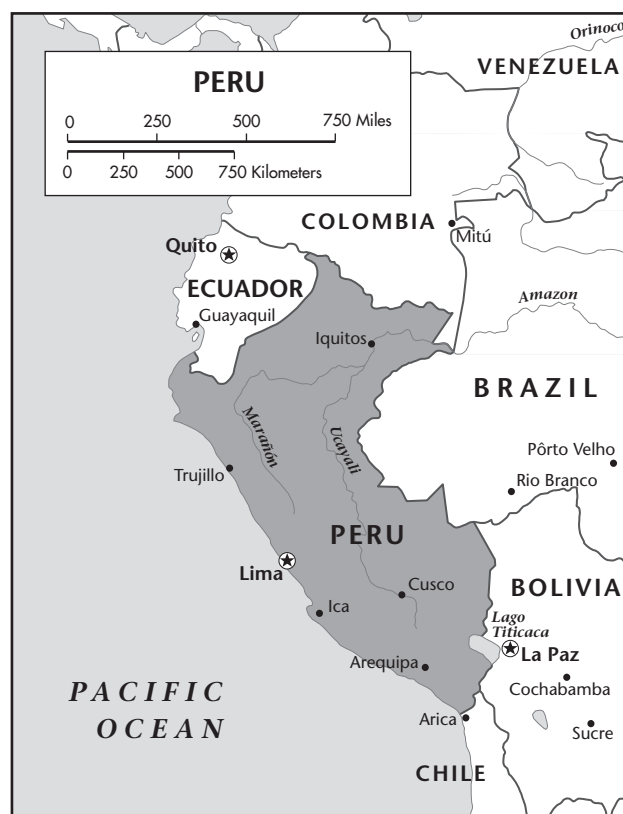 PERU
0 250 500 750 Miles
0 250 500 750 Kilometers
Orinoco
VENEZUELA
COLOMBIA
Mitú
Quito
ECUADOR
Guayaquil
Amazon
Iquitos
BRAZIL
Marañón
Ucayali
Pôrto Velho
Trujillo
Rio Branco
PERU
Lima
Cusco
BOLIVIA
Ica
Lago
Titicaca
La Paz
Arequipa
Cochabamba
PACIFIC
OCEAN
Arica
Sucre
CHILE